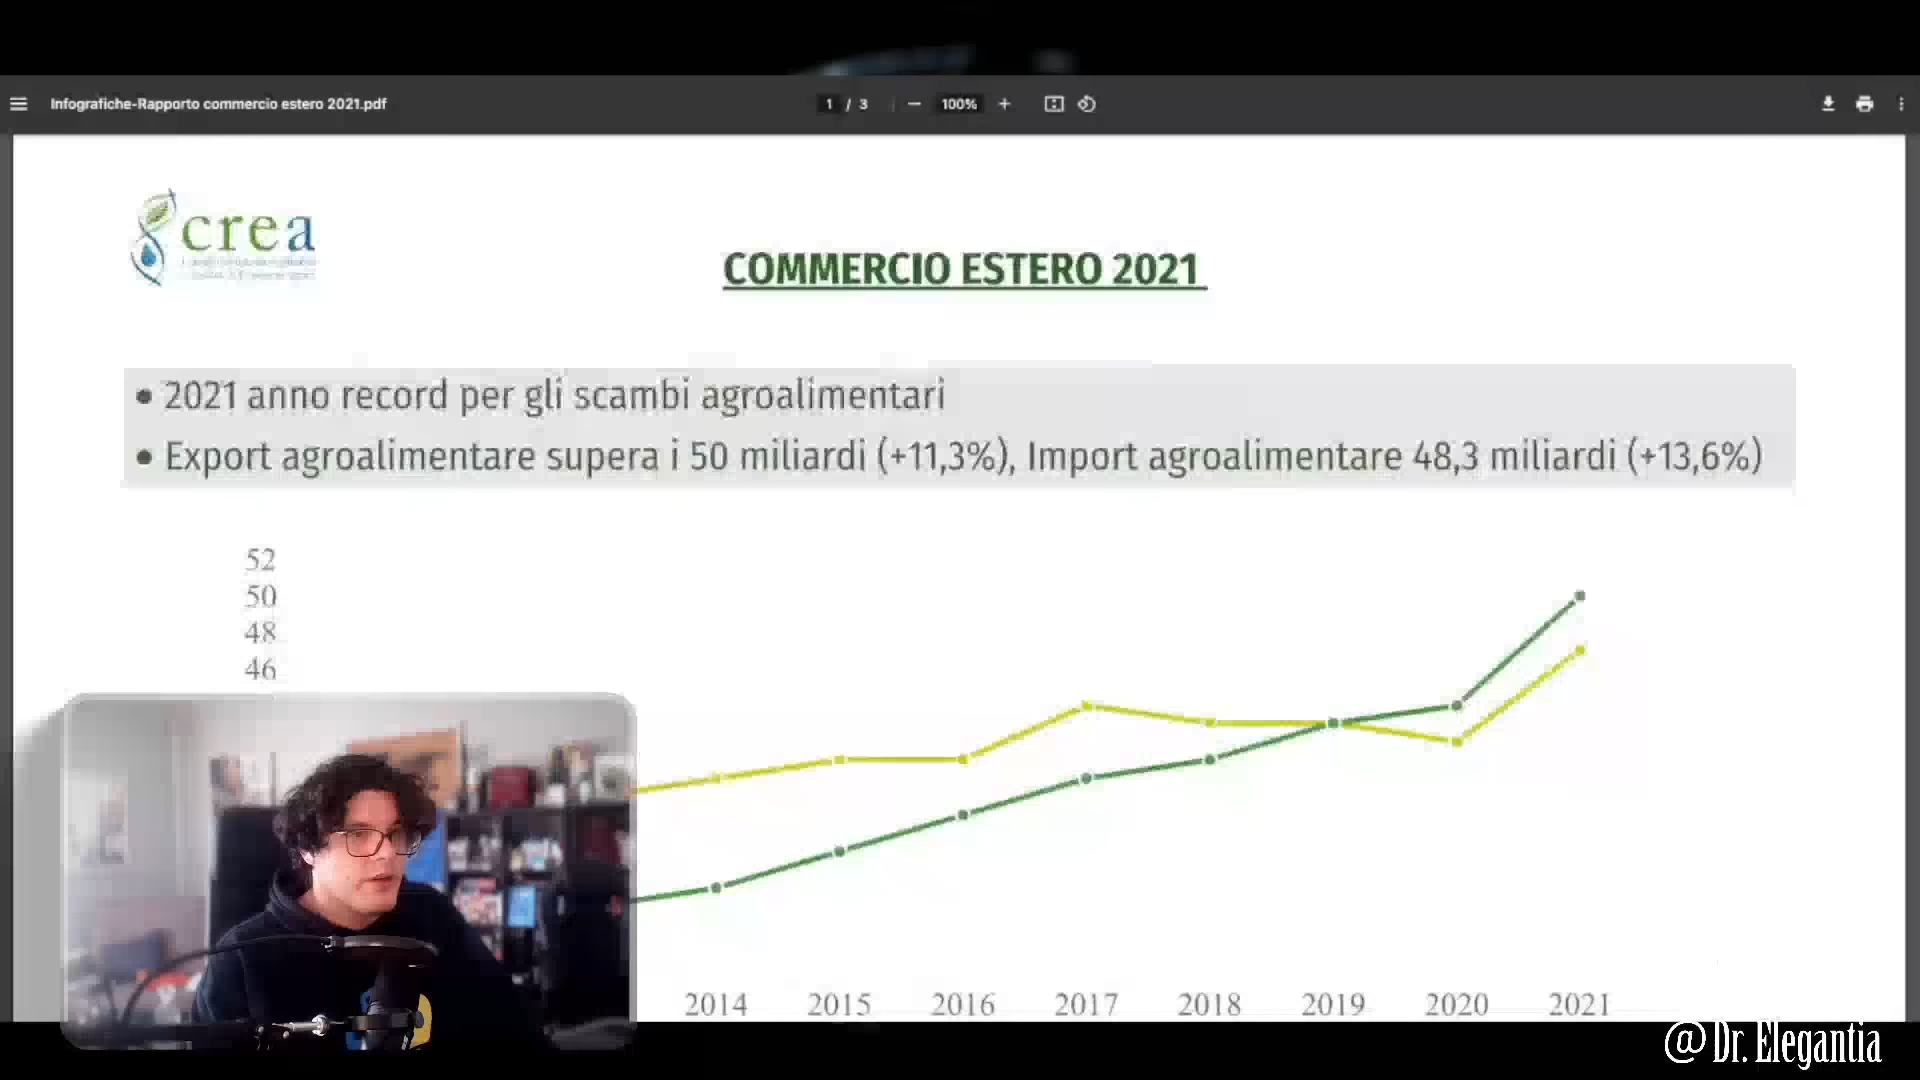 Infografiche-Rapporto commercio estero 2021.pdf
1 / 3
100%
crea
COMMERCIO ESTERO 2021
• 2021 anno record per gli scambi agroalimentari
• Export agroalimentare supera i 50 miliardi (+11,3%), Import agroalimentare 48,3 miliardi (+13,6%)
52
50
48
46
2014 2015 2016 2017 2018 2019 2020 2021
@Dr. Elegantia